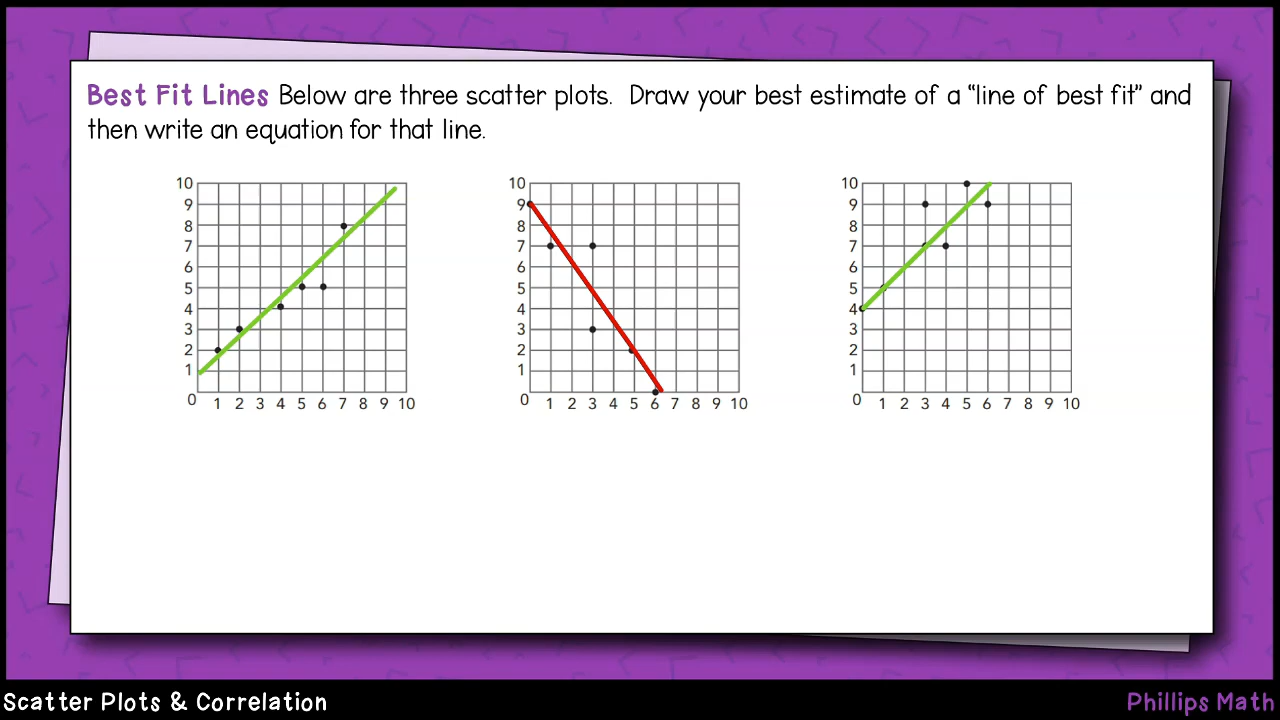 Best Fit Lines Below are three scatter plots. Draw your best estimate of a “line of best fit” and
then write an equation for that line.
10 10 10
9 9 9
8 8 8
7 7 7
6 6 6
5 5 5
4 4 4
3 3 3
2 2 2
1 1 1
0 1 2 3 4 5 6 7 8 9 10 0 1 2 3 4 5 6 7 8 9 10 0 1 2 3 4 5 6 7 8 9 10
Scatter Plots & Correlation Phillips Math